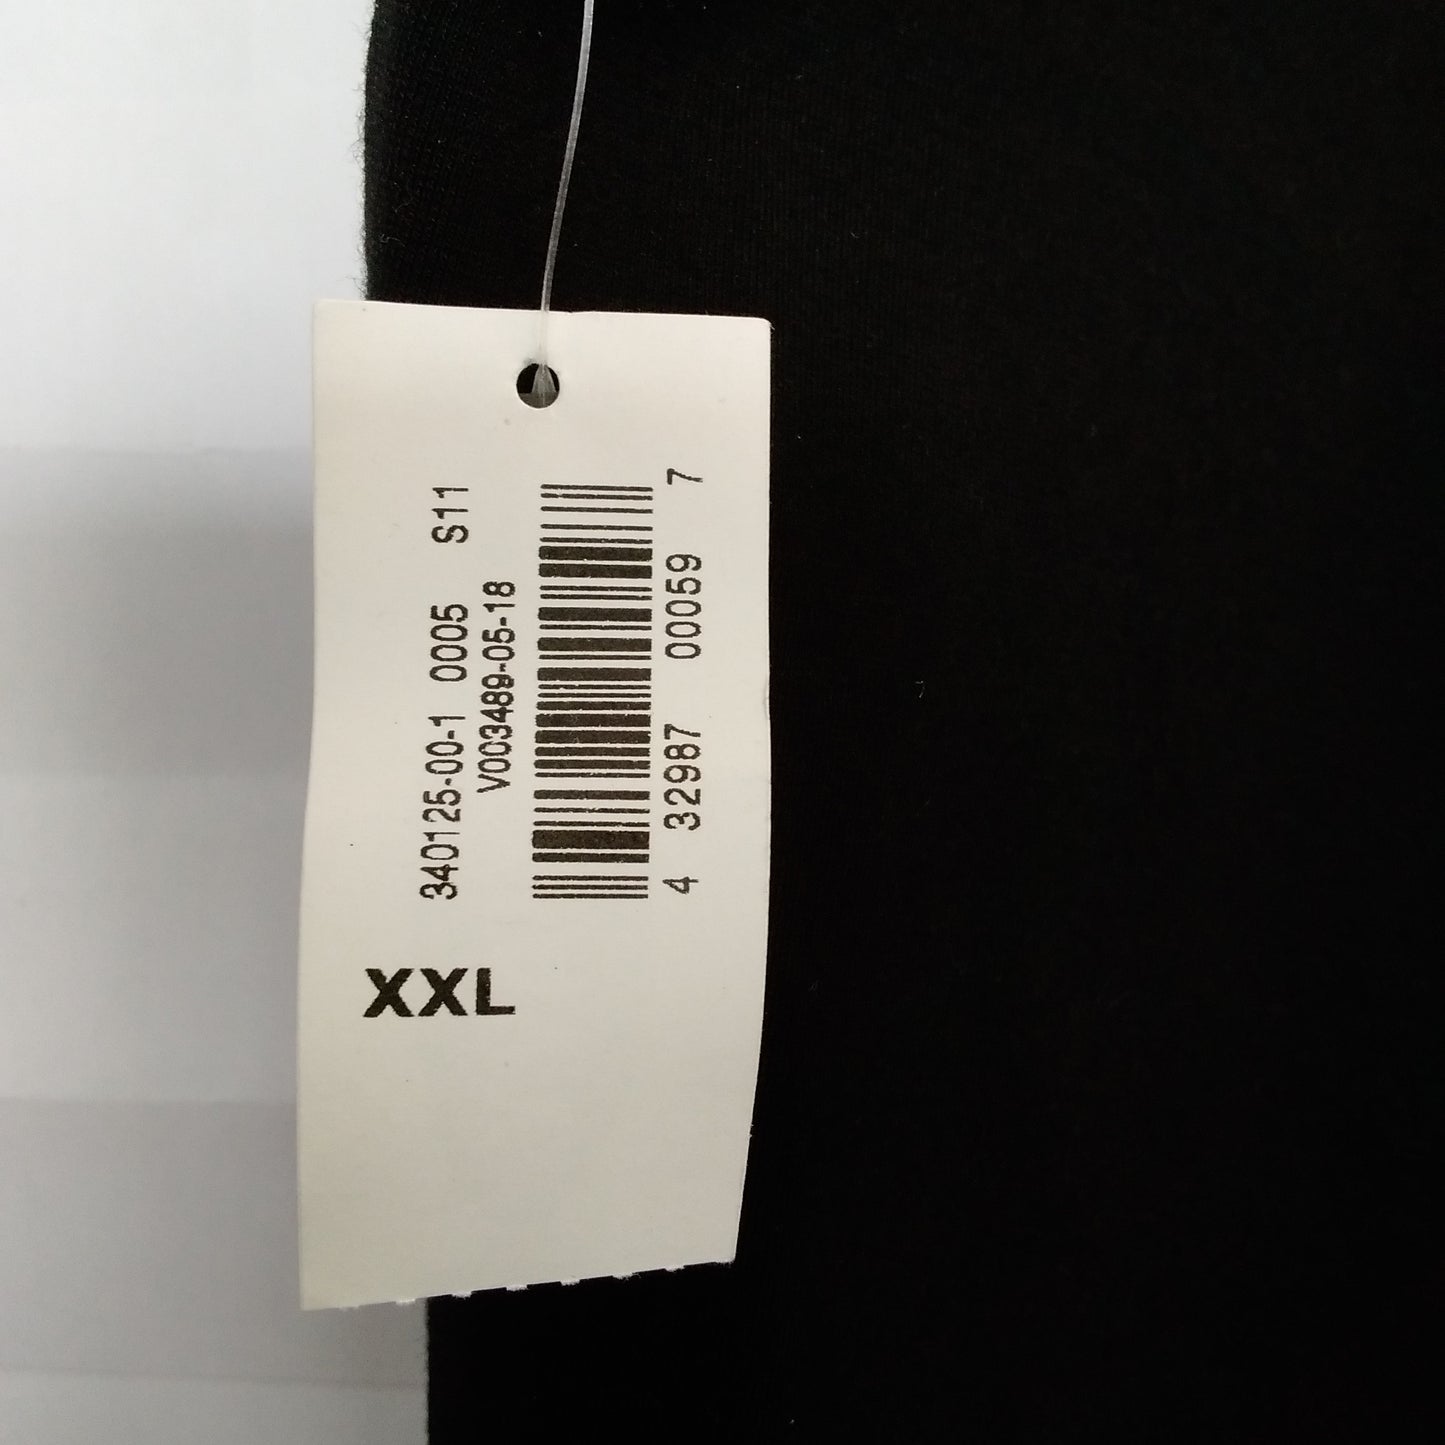 340125-00-1 0005 S11
V003489-05-18
4 32987 00059 7
XXL